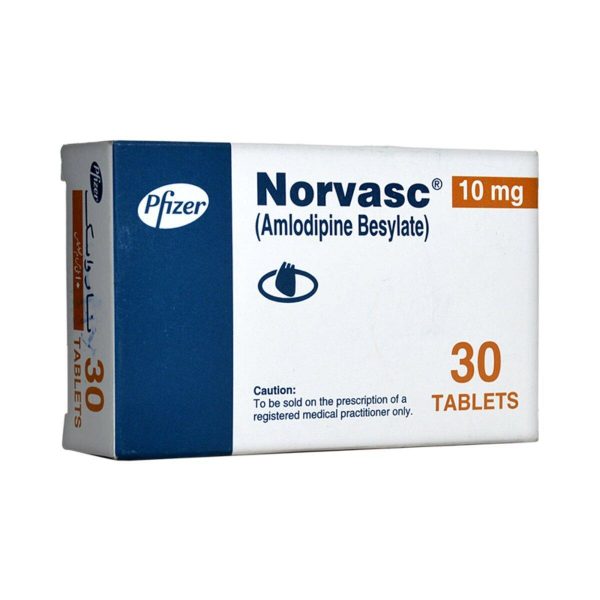 Pfizer
Norvasc® 10 mg
(Amlodipine Besylate)
Caution:
To be sold on the prescription of a
registered medical practitioner only.
30
TABLETS
Pfizer
30
TABLETS